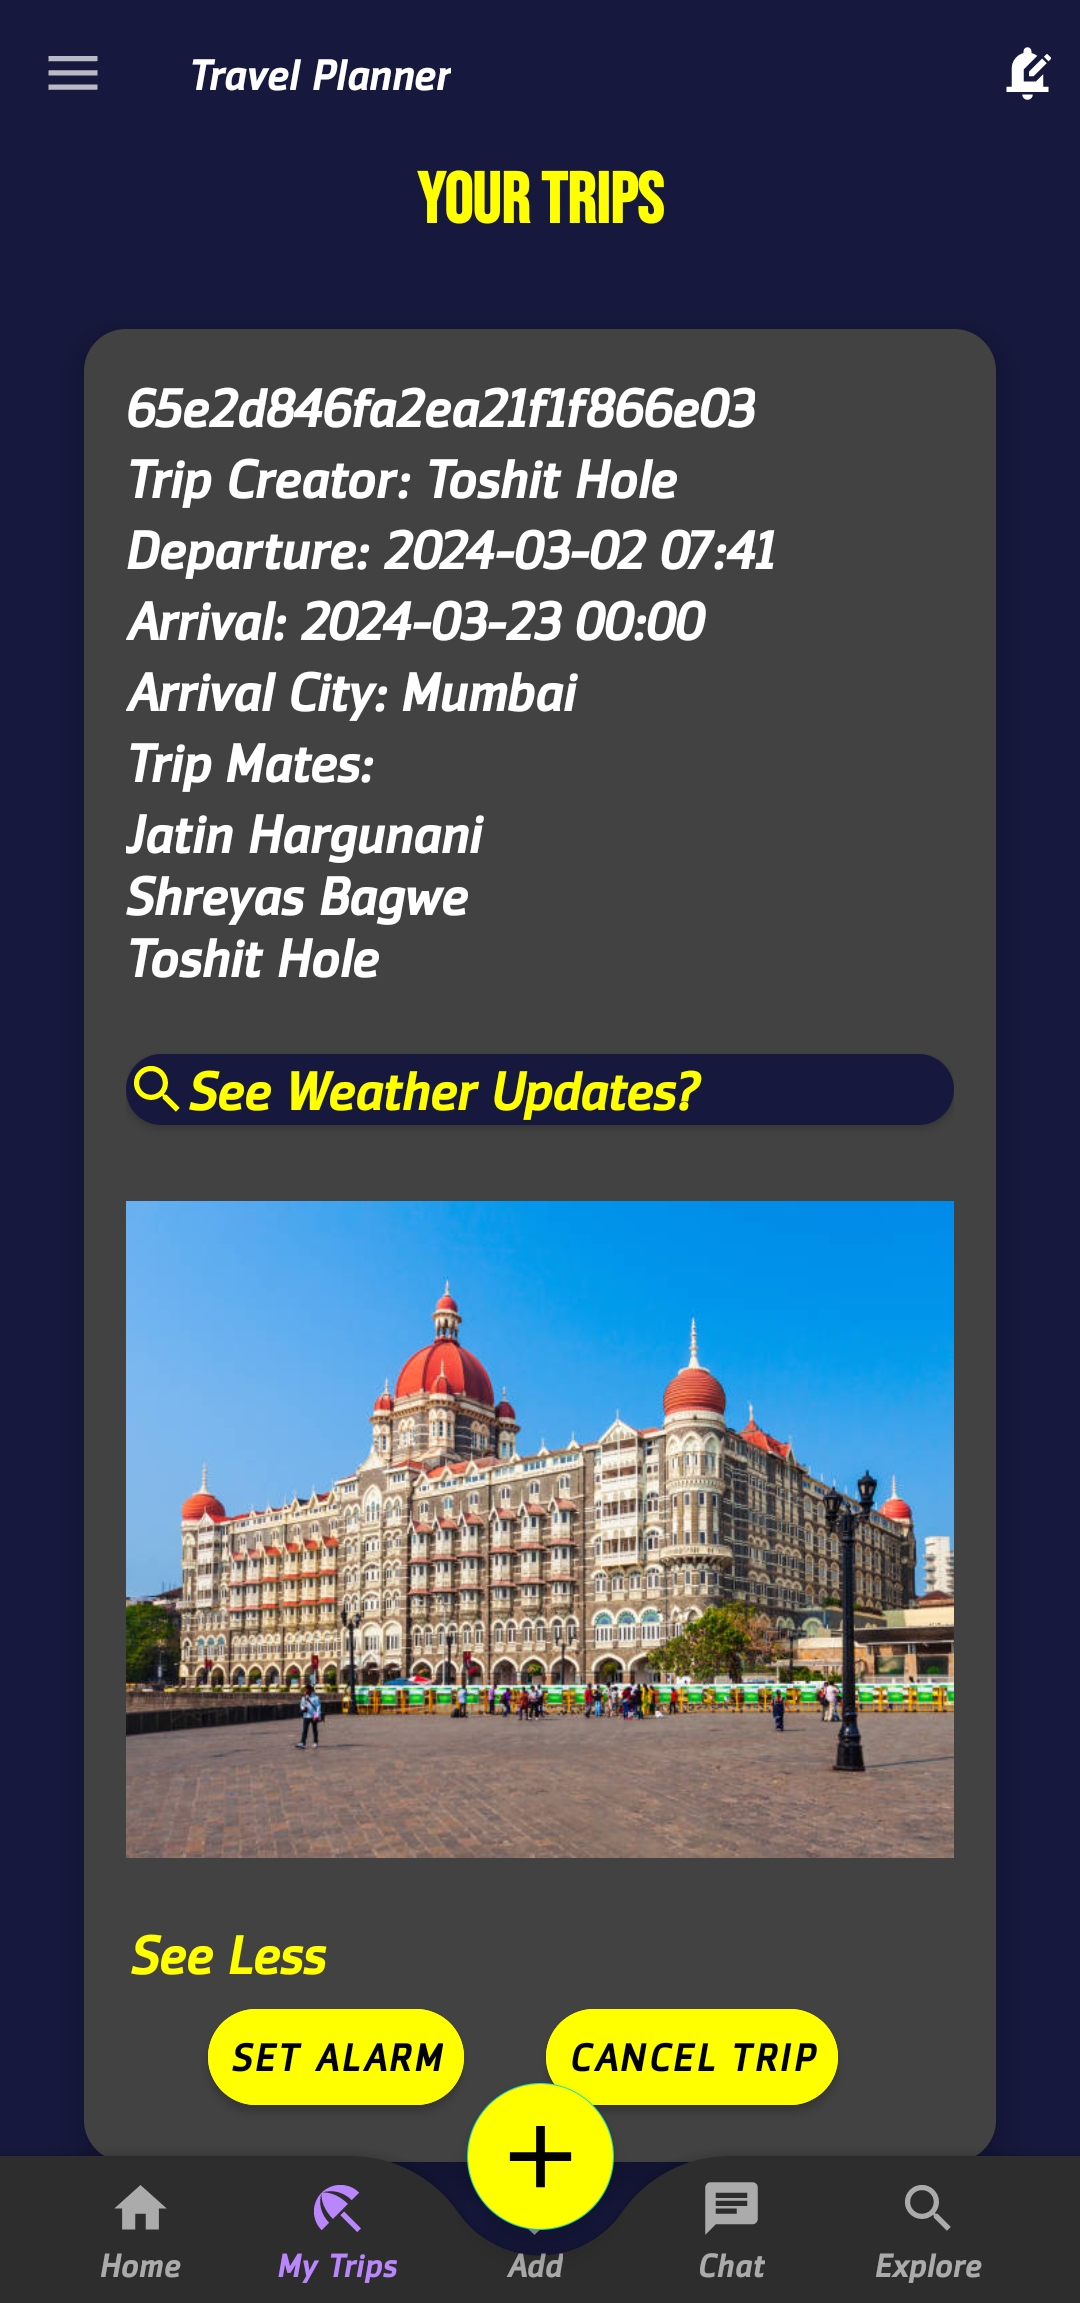 Travel Planner
YOUR TRIPS
65e2d846fa2ea21f1f866e03
Trip Creator: Toshit Hole
Departure: 2024-03-02 07:41
Arrival: 2024-03-23 00:00
Arrival City: Mumbai
Trip Mates:
Jatin Hargunani
Shreyas Bagwe
Toshit Hole
See Weather Updates?
See Less
SET ALARM CANCEL TRIP
Home My Trips Add Chat Explore